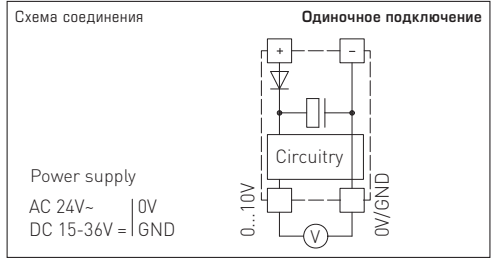 Схема соединения
Одиночное подключение
+ -
Circuitry
Power supply
AC 24V~ 0V
DC 15-36V = GND
0...10V
0V/GND
V